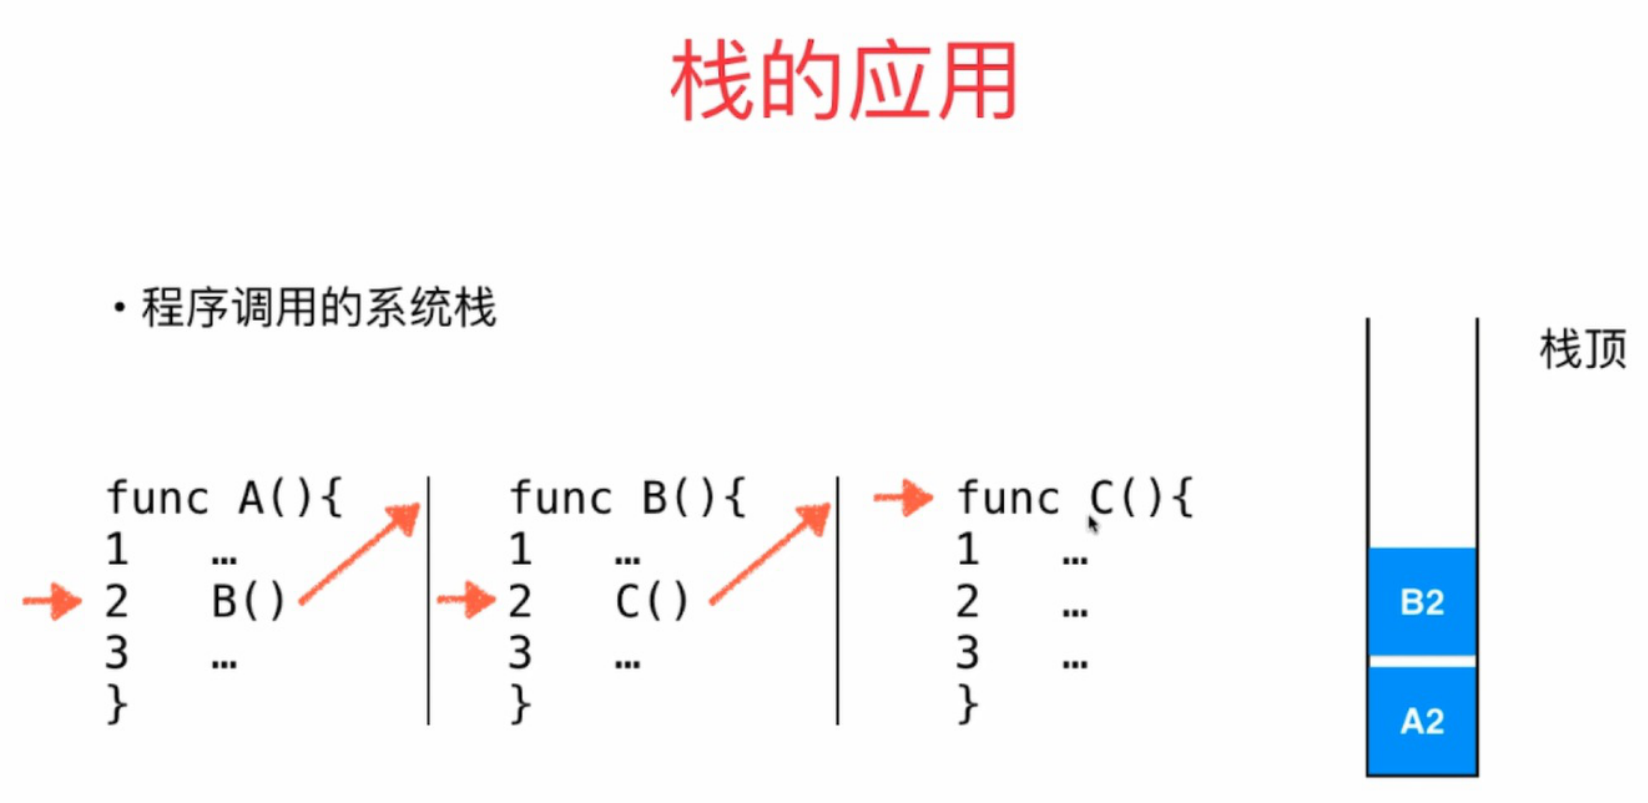 栈的应用
• 程序调用的系统栈
栈顶
func A(){
1 …
2 B()
3 …
}
func B(){
1 …
2 C()
3 …
}
func C(){
1 …
2 …
3 …
}
B2
A2